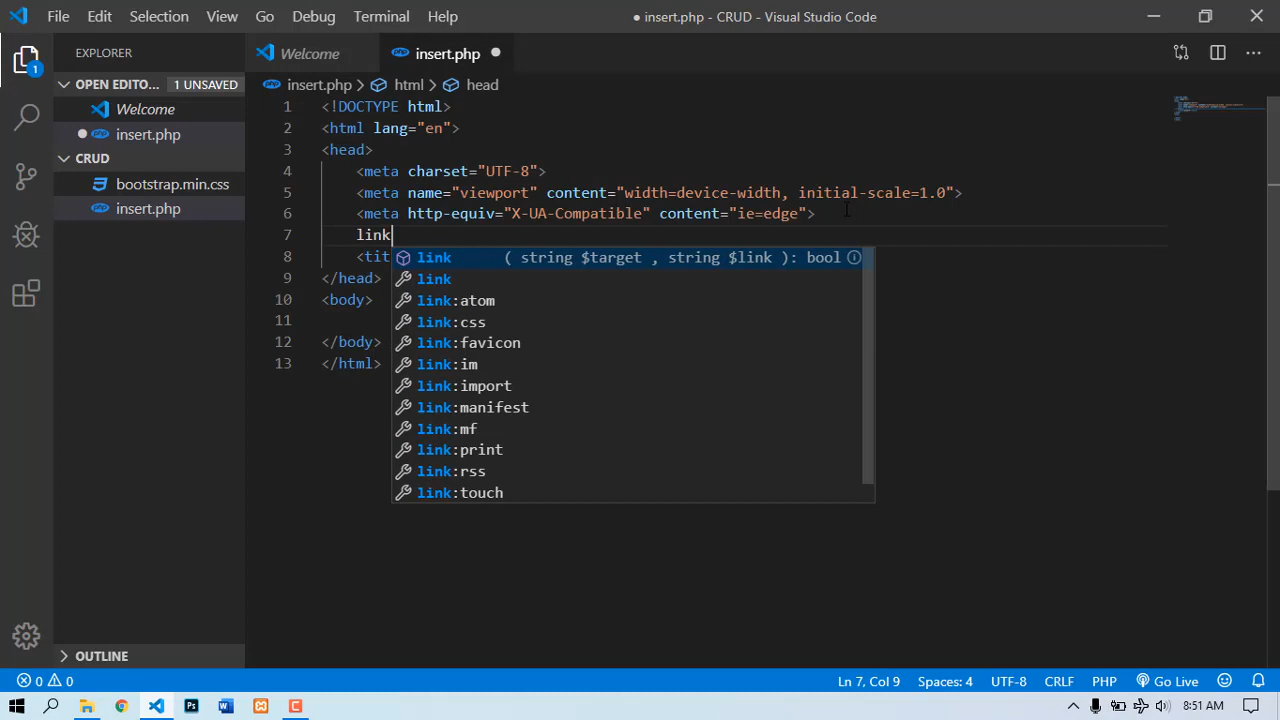 File Edit Selection View Go Debug Terminal Help
● insert.php - CRUD - Visual Studio Code
EXPLORER
Welcome
insert.php
1
OPEN EDITO... 1 UNSAVED
Welcome
insert.php
CRUD
bootstrap.min.css
insert.php
OUTLINE
insert.php > html > head
1 <!DOCTYPE html>
2 <html lang="en">
3 <head>
4 <meta charset="UTF-8">
5 <meta name="viewport" content="width=device-width, initial-scale=1.0">
6 <meta http-equiv="X-UA-Compatible" content="ie=edge">
7 link
8 <tit
9 </head>
10 <body>
11
12 </body>
13 </html>
link ( string $target , string $link ): bool
link
link:atom
link:css
link:favicon
link:im
link:import
link:manifest
link:mf
link:print
link:rss
link:touch
0 0 Ln 7, Col 9 Spaces: 4 UTF-8 CRLF PHP Go Live
Ps W 8:51 AM